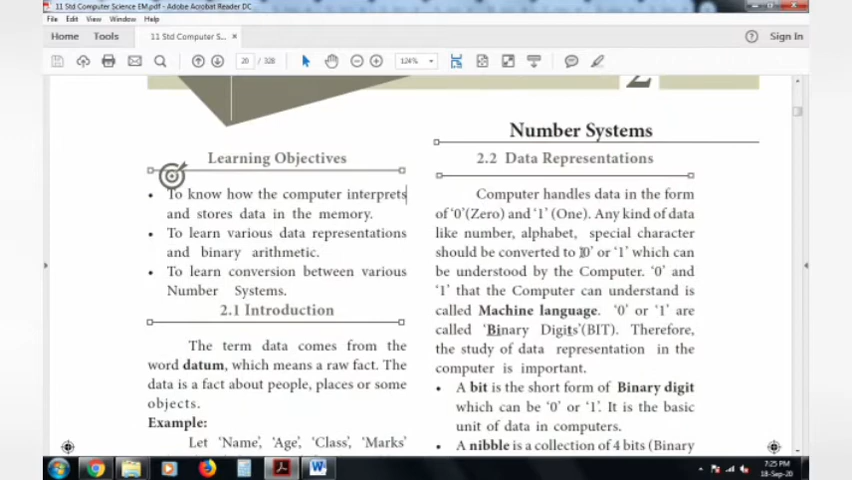 11 Std Computer Science EM.pdf - Adobe Acrobat Reader DC
File Edit View Window Help
Home Tools 11 Std Computer S... × Sign In
20 / 328 124%
2
Learning Objectives
• To know how the computer interprets
and stores data in the memory.
• To learn various data representations
and binary arithmetic.
• To learn conversion between various
Number Systems.
2.1 Introduction
The term data comes from the
word datum, which means a raw fact. The
data is a fact about people, places or some
objects.
Example:
Let ‘Name’, ‘Age’, ‘Class’, ‘Marks’
Number Systems
2.2 Data Representations
Computer handles data in the form
of ‘0’(Zero) and ‘1’ (One). Any kind of data
like number, alphabet, special character
should be converted to ‘0’ or ‘1’ which can
be understood by the Computer. ‘0’ and
‘1’ that the Computer can understand is
called Machine language. ‘0’ or ‘1’ are
called ‘Binary Digits’(BIT). Therefore,
the study of data representation in the
computer is important.
• A bit is the short form of Binary digit
which can be ‘0’ or ‘1’. It is the basic
unit of data in computers.
• A nibble is a collection of 4 bits (Binary
7:25 PM
18-Sep-20